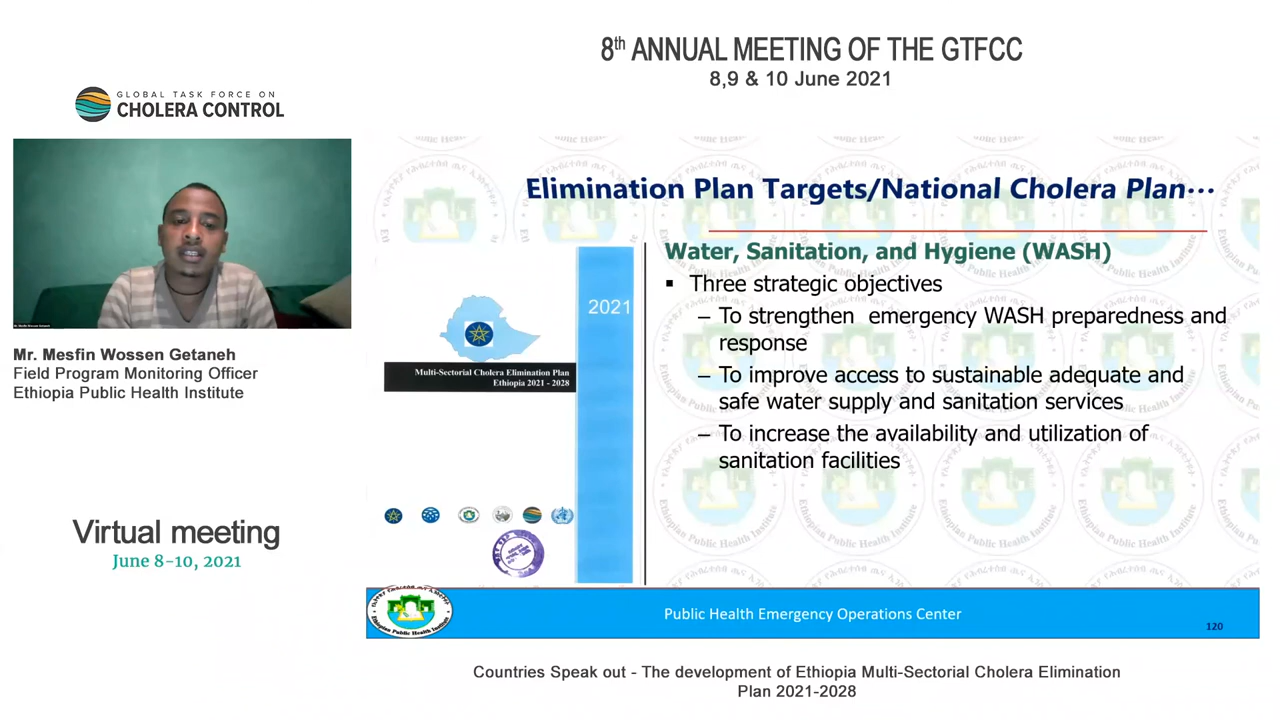 8th ANNUAL MEETING OF THE GTFCC
8,9 & 10 June 2021
GLOBAL TASK FORCE ON
CHOLERA CONTROL
Mr. Mesfin Wossen Getaneh
Field Program Monitoring Officer
Ethiopia Public Health Institute
Virtual meeting
June 8-10, 2021
Elimination Plan Targets/National Cholera Plan···
2021
Multi-Sectorial Cholera Elimination Plan
Ethiopia 2021 - 2028
Water, Sanitation, and Hygiene (WASH)
▪ Three strategic objectives
– To strengthen emergency WASH preparedness and
response
– To improve access to sustainable adequate and
safe water supply and sanitation services
– To increase the availability and utilization of
sanitation facilities
Ethiopian Public Health Institute
Public Health Emergency Operations Center
120
Countries Speak out - The development of Ethiopia Multi-Sectorial Cholera Elimination
Plan 2021-2028